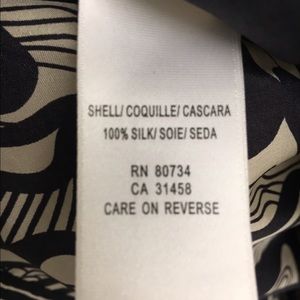 SHELL/ COQUILLE/ CASCARA
100% SILK/ SOIE/ SEDA
RN 80734
CA 31458
CARE ON REVERSE